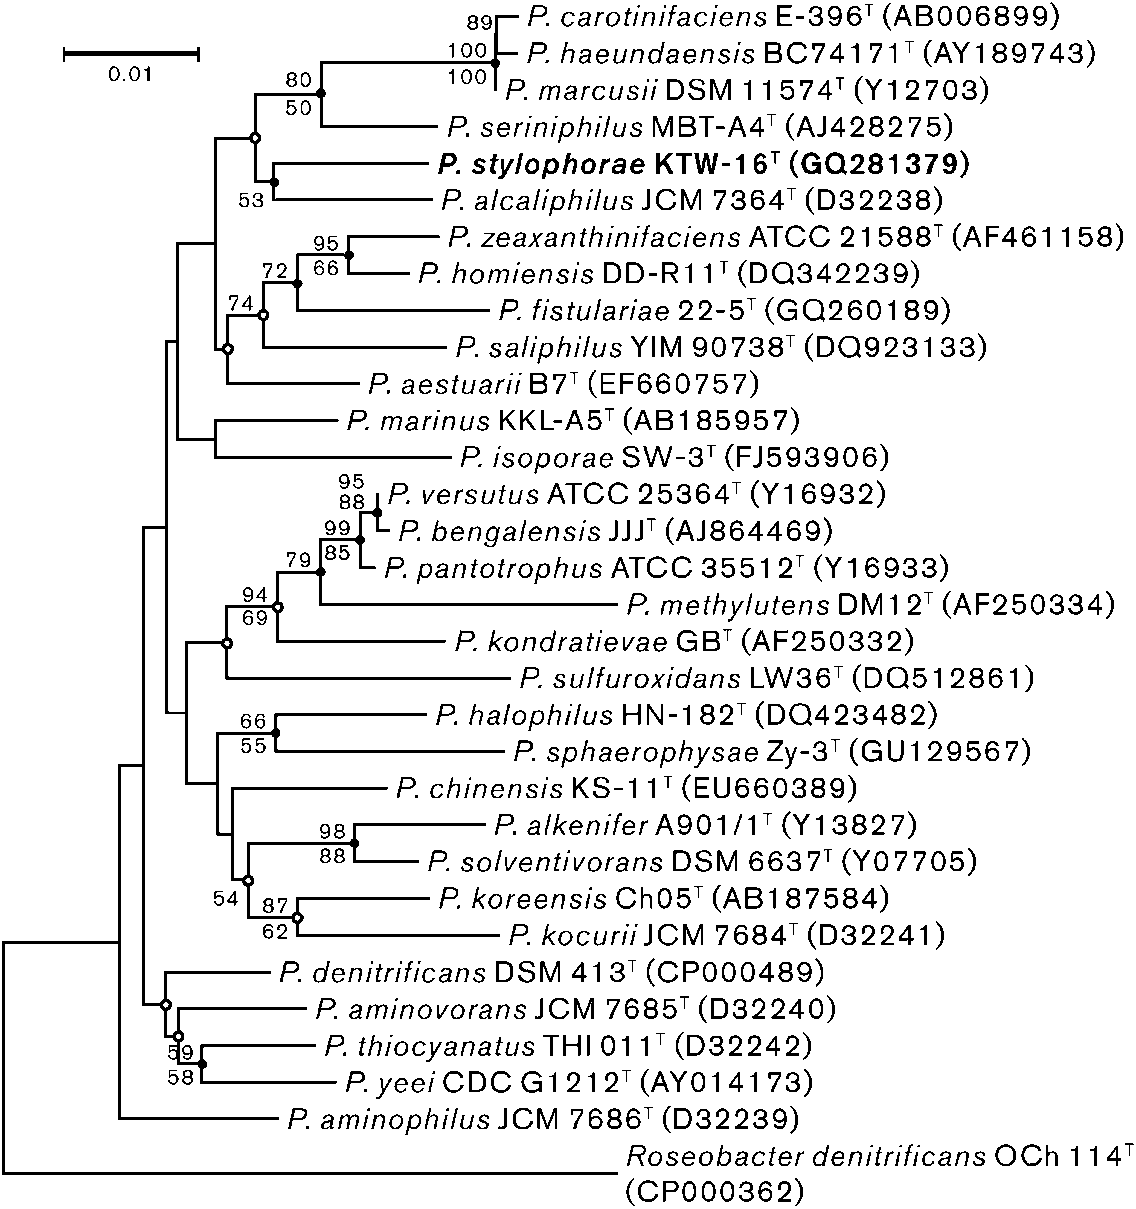 89
P. carotinifaciens E-396ᵀ (AB006899)
0.01
100
P. haeundaensis BC74171ᵀ (AY189743)
100
P. marcusii DSM 11574ᵀ (Y12703)
80
50
P. seriniphilus MBT-A4ᵀ (AJ428275)
P. stylophorae KTW-16ᵀ (GQ281379)
53
P. alcaliphilus JCM 7364ᵀ (D32238)
95
P. zeaxanthinifaciens ATCC 21588ᵀ (AF461158)
72
66
P. homiensis DD-R11ᵀ (DQ342239)
74
P. fistulariae 22-5ᵀ (GQ260189)
P. saliphilus YIM 90738ᵀ (DQ923133)
P. aestuarii B7ᵀ (EF660757)
P. marinus KKL-A5ᵀ (AB185957)
P. isoporae SW-3ᵀ (FJ593906)
95
88
P. versutus ATCC 25364ᵀ (Y16932)
99
P. bengalensis JJJᵀ (AJ864469)
79
85
P. pantotrophus ATCC 35512ᵀ (Y16933)
94
69
P. methylutens DM12ᵀ (AF250334)
P. kondratievae GBᵀ (AF250332)
P. sulfuroxidans LW36ᵀ (DQ512861)
66
P. halophilus HN-182ᵀ (DQ423482)
55
P. sphaerophysae Zy-3ᵀ (GU129567)
P. chinensis KS-11ᵀ (EU660389)
98
P. alkenifer A901/1ᵀ (Y13827)
88
P. solventivorans DSM 6637ᵀ (Y07705)
54
87
P. koreensis Ch05ᵀ (AB187584)
62
P. kocurii JCM 7684ᵀ (D32241)
P. denitrificans DSM 413ᵀ (CP000489)
P. aminovorans JCM 7685ᵀ (D32240)
59
P. thiocyanatus THI 011ᵀ (D32242)
58
P. yeei CDC G1212ᵀ (AY014173)
P. aminophilus JCM 7686ᵀ (D32239)
Roseobacter denitrificans OCh 114ᵀ
(CP000362)